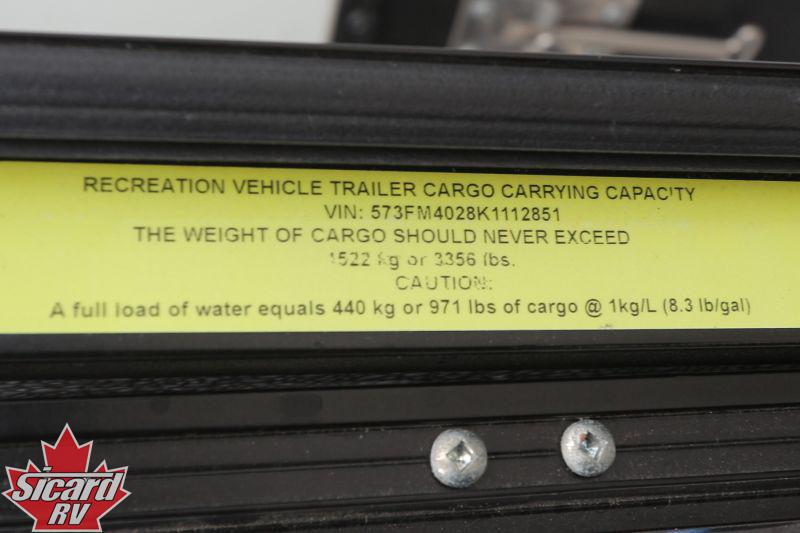 RECREATION VEHICLE TRAILER CARGO CARRYING CAPACITY
VIN: 573FM4028K1112851
THE WEIGHT OF CARGO SHOULD NEVER EXCEED
1522 kg or 3356 lbs.
CAUTION:
A full load of water equals 440 kg or 971 lbs of cargo @ 1kg/L (8.3 lb/gal)
Sicard
RV